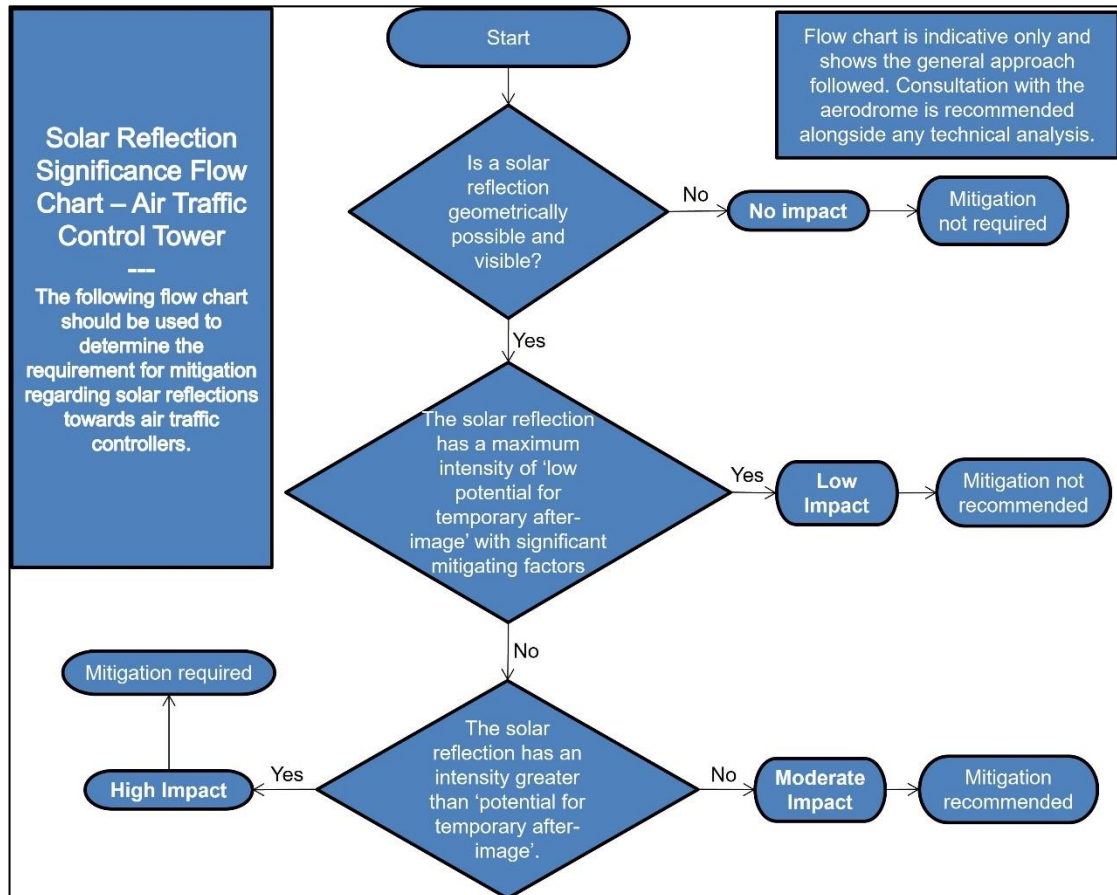 Solar Reflection
Significance Flow
Chart – Air Traffic
Control Tower
---
The following flow chart
should be used to
determine the
requirement for mitigation
regarding solar reflections
towards air traffic
controllers.
Start
Flow chart is indicative only and
shows the general approach
followed. Consultation with the
aerodrome is recommended
alongside any technical analysis.
Is a solar
reflection
geometrically
possible and
visible?
No
No impact
Mitigation
not required
Yes
The solar reflection
has a maximum
intensity of ‘low
potential for
temporary after-
image’ with significant
mitigating factors
Yes
Low
Impact
Mitigation not
recommended
No
The solar
reflection has an
intensity greater
than ‘potential for
temporary after-
image’.
Yes
High Impact
Mitigation required
No
Moderate
Impact
Mitigation
recommended